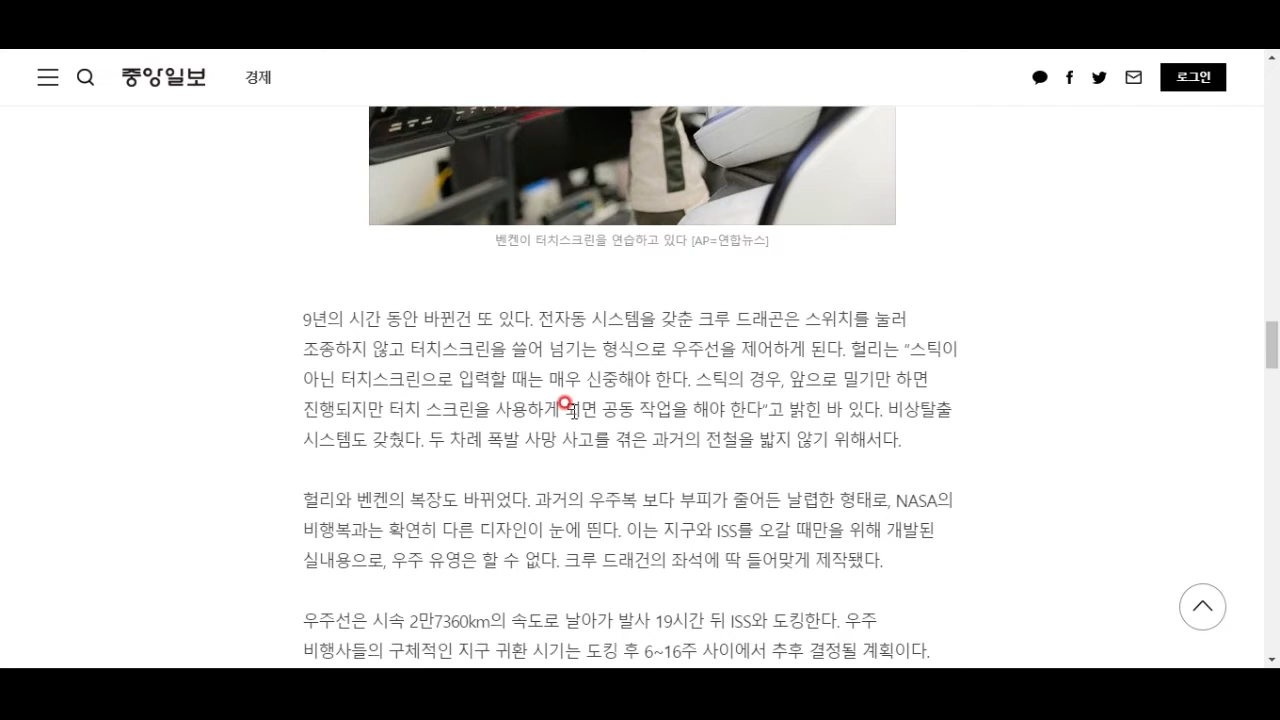 중앙일보 경제 로그인
벤켄이 터치스크린을 연습하고 있다 [AP=연합뉴스]
9년의 시간 동안 바뀐건 또 있다. 전자동 시스템을 갖춘 크루 드래곤은 스위치를 눌러
조종하지 않고 터치스크린을 쓸어 넘기는 형식으로 우주선을 제어하게 된다. 헐리는 "스틱이
아닌 터치스크린으로 입력할 때는 매우 신중해야 한다. 스틱의 경우, 앞으로 밀기만 하면
진행되지만 터치 스크린을 사용하게 되면 공동 작업을 해야 한다"고 밝힌 바 있다. 비상탈출
시스템도 갖췄다. 두 차례 폭발 사망 사고를 겪은 과거의 전철을 밟지 않기 위해서다.
헐리와 벤켄의 복장도 바뀌었다. 과거의 우주복 보다 부피가 줄어든 날렵한 형태로, NASA의
비행복과는 확연히 다른 디자인이 눈에 띈다. 이는 지구와 ISS를 오갈 때만을 위해 개발된
실내용으로, 우주 유영은 할 수 없다. 크루 드래건의 좌석에 딱 들어맞게 제작됐다.
우주선은 시속 2만7360km의 속도로 날아가 발사 19시간 뒤 ISS와 도킹한다. 우주
비행사들의 구체적인 지구 귀환 시기는 도킹 후 6~16주 사이에서 추후 결정될 계획이다.